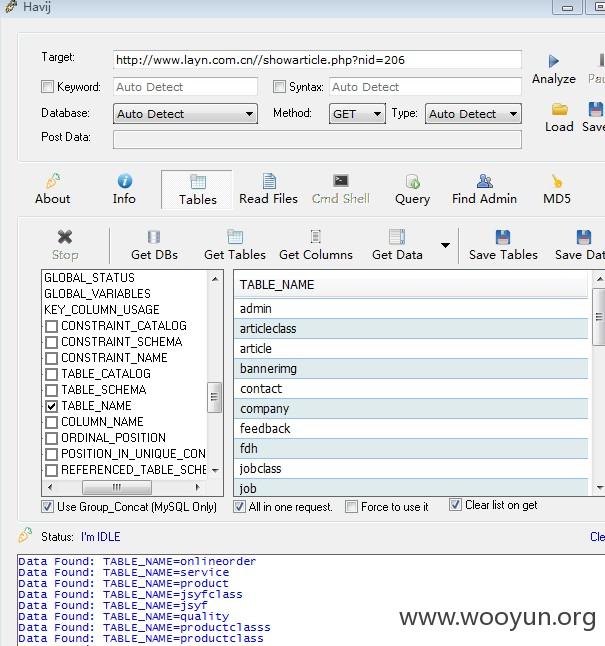 Havij
Target: http://www.layn.com.cn//showarticle.php?nid=206
Keyword: Auto Detect Syntax: Auto Detect
Analyze
Database: Auto Detect Method: GET Type: Auto Detect
Load
Post Data:
About Info Tables Read Files Cmd Shell Query Find Admin MD5
Stop Get DBs Get Tables Get Columns Get Data Save Tables
GLOBAL_STATUS
GLOBAL_VARIABLES
KEY_COLUMN_USAGE
CONSTRAINT_CATALOG
CONSTRAINT_SCHEMA
CONSTRAINT_NAME
TABLE_CATALOG
TABLE_SCHEMA
TABLE_NAME
COLUMN_NAME
ORDINAL_POSITION
POSITION_IN_UNIQUE_CON
REFERENCED_TABLE_SCHE
TABLE_NAME
admin
articleclass
article
bannerimg
contact
company
feedback
fdh
jobclass
job
Use Group_Concat (MySQL Only) All in one request. Force to use it Clear list on get
Status: I'm IDLE
Data Found: TABLE_NAME=onlineorder
Data Found: TABLE_NAME=service
Data Found: TABLE_NAME=product
Data Found: TABLE_NAME=jsyfclass
Data Found: TABLE_NAME=jsyf
Data Found: TABLE_NAME=quality
Data Found: TABLE_NAME=productclasss
Data Found: TABLE_NAME=productclass
www.wooyun.org